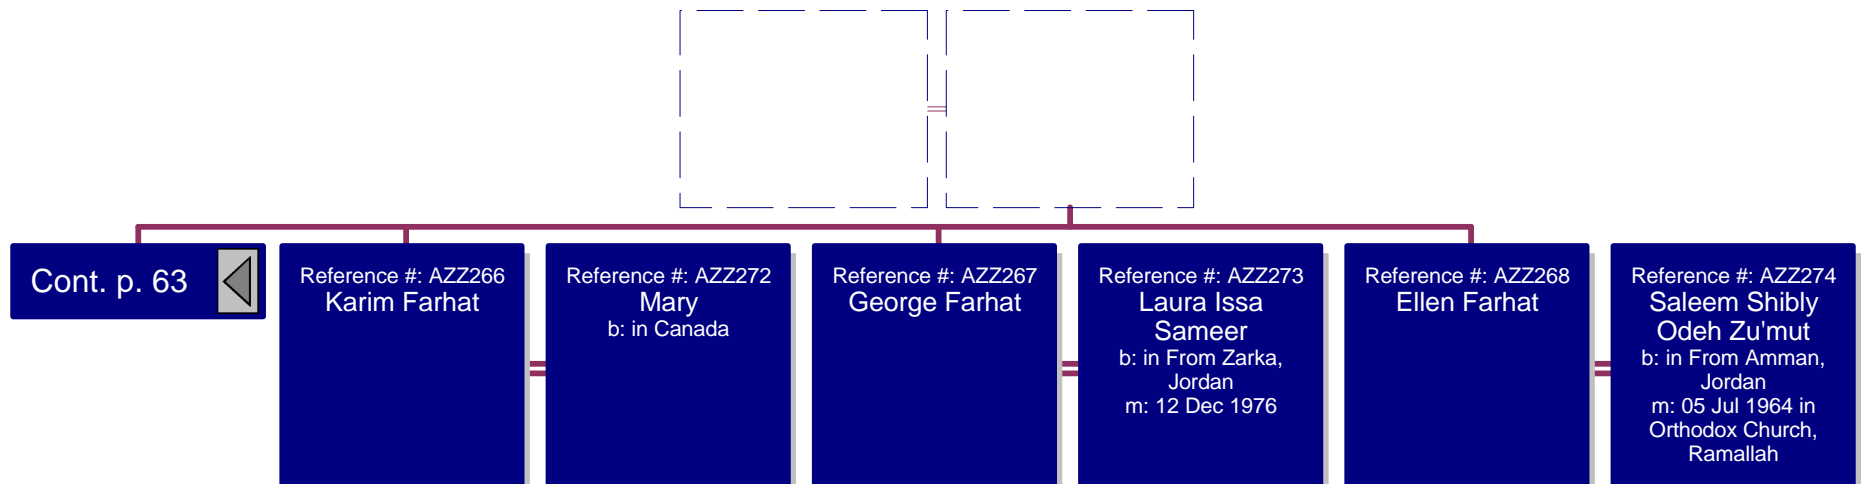 Cont. p. 63
Reference #: AZZ266
Karim Farhat
Reference #: AZZ272
Mary
b: in Canada
Reference #: AZZ267
George Farhat
Reference #: AZZ273
Laura Issa
Sameer
b: in From Zarka,
Jordan
m: 12 Dec 1976
Reference #: AZZ268
Ellen Farhat
Reference #: AZZ274
Saleem Shibly
Odeh Zu'mut
b: in From Amman,
Jordan
m: 05 Jul 1964 in
Orthodox Church,
Ramallah